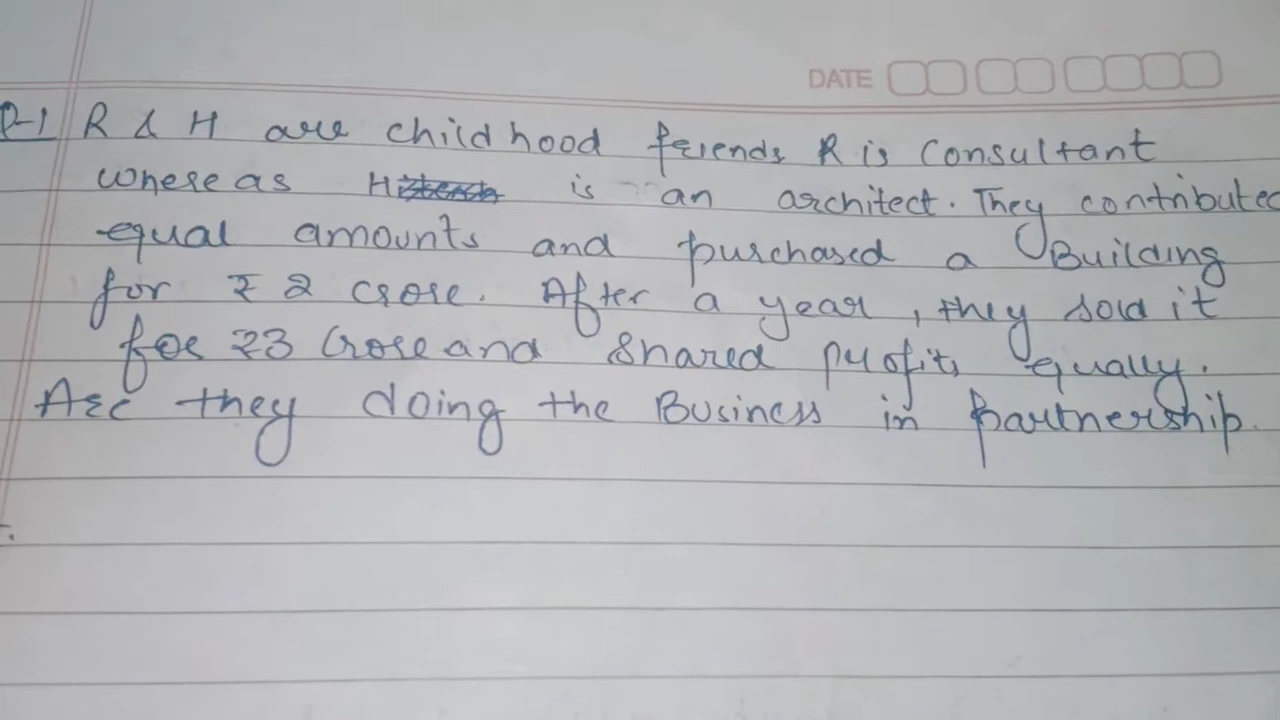 DATE
Q-1 R & H are childhood friends R is Consultant
whereas H is an architect. They contributed
equal amounts and purchased a Building
for ₹ 2 crore. After a year, they sold it
for ₹3 Crore and shared profits equally.
Are they doing the Business in partnership.